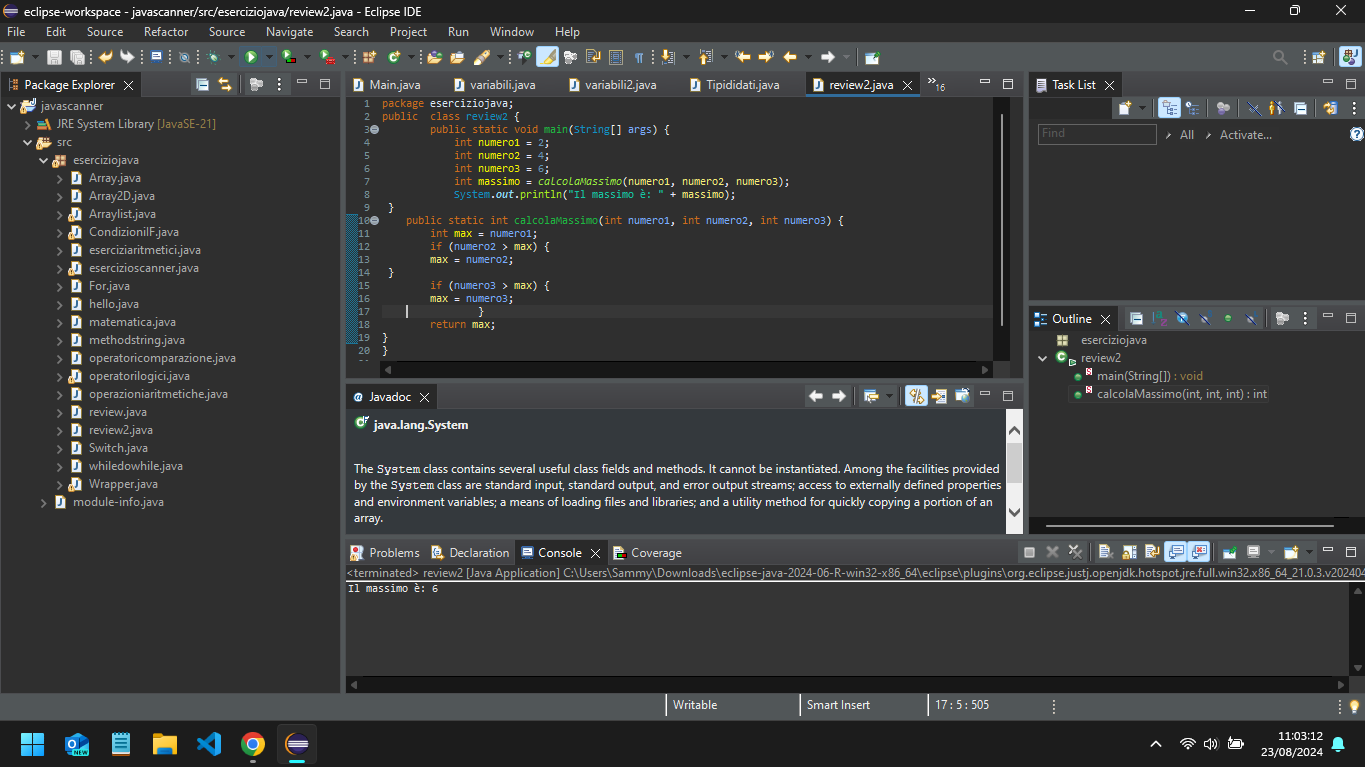 eclipse-workspace - javascanner/src/eserciziojava/review2.java - Eclipse IDE
File Edit Source Refactor Source Navigate Search Project Run Window Help
Package Explorer
javascanner
JRE System Library [JavaSE-21]
src
eserciziojava
Array.java
Array2D.java
Arraylist.java
CondizioniIF.java
eserciziaritmetici.java
esercizioscanner.java
For.java
hello.java
matematica.java
methodstring.java
operatoricomparazione.java
operatorilogici.java
operazioniaritmetiche.java
review.java
review2.java
Switch.java
whiledowhile.java
Wrapper.java
module-info.java
Main.java variabili.java variabili2.java Tipididati.java review2.java 16
1 package eserciziojava;
2 public  class review2 {
3 public static void main(String[] args) {
4 int numero1 = 2;
5 int numero2 = 4;
6 int numero3 = 6;
7 int massimo = calcolaMassimo(numero1, numero2, numero3);
8 System.out.println("Il massimo è: " + massimo);
9 }
10 public static int calcolaMassimo(int numero1, int numero2, int numero3) {
11 int max = numero1;
12 if (numero2 > max) {
13 max = numero2;
14 }
15 if (numero3 > max) {
16 max = numero3;
17 }
18 return max;
19 }
20 }
Javadoc
java.lang.System
The System class contains several useful class fields and methods. It cannot be instantiated. Among the facilities provided
by the System class are standard input, standard output, and error output streams; access to externally defined properties
and environment variables; a means of loading files and libraries; and a utility method for quickly copying a portion of an
array.
Task List
Find All Activate...
Outline
eserciziojava
review2
main(String[]) : void
calcolaMassimo(int, int, int) : int
Problems Declaration Console Coverage
<terminated> review2 [Java Application] C:\Users\Sammy\Downloads\eclipse-java-2024-06-R-win32-x86_64\eclipse\plugins\org.eclipse.justj.openjdk.hotspot.jre.full.win32.x86_64_21.0.3.v202404
Il massimo è: 6
Writable Smart Insert 17 : 5 : 505
NEW
11:03:12
23/08/2024